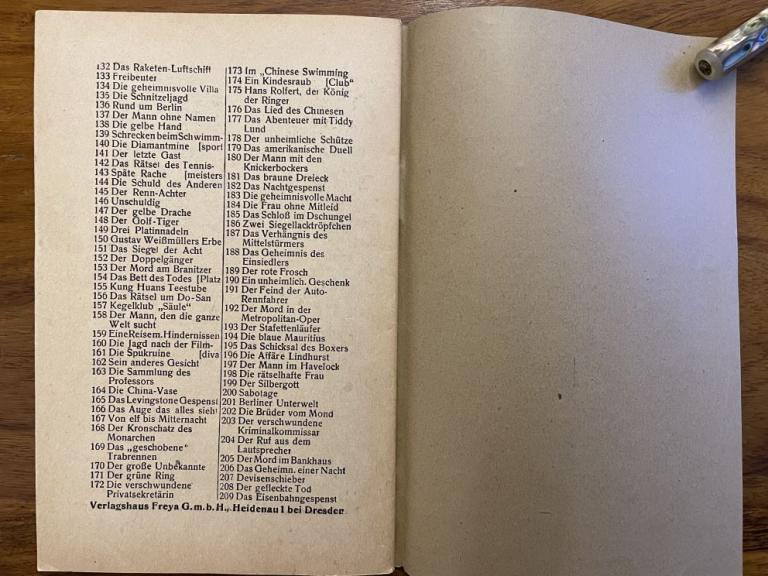 132 Das Raketen-Luftschiff
133 Freibeuter
134 Die geheimnisvolle Villa
135 Die Schnitzeljagd
136 Rund um Berlin
137 Der Mann ohne Namen
138 Die gelbe Hand
139 Schrecken beim Schwimm-
140 Die Diamantmine [sport
141 Der letzte Gast
142 Das Rätsel des Tennis-
143 Späte Rache [meisters
144 Die Schuld des Anderen
145 Der Renn-Achter
146 Unschuldig
147 Der gelbe Drache
148 Der Golf-Tiger
149 Drei Platinnadeln
150 Gustav Weißmüllers Erbe
151 Das Siegel der Acht
152 Der Doppelgänger
153 Der Mord am Branitzer
154 Das Bett des Todes [Platz
155 Kung Huans Teestube
156 Das Rätsel um Do-San
157 Kegelklub „Säule“
158 Der Mann, den die ganze
Welt sucht
159 Eine Reise m. Hindernissen
160 Die Jagd nach der Film-
161 Die Spukruine [diva
162 Sein anderes Gesicht
163 Die Sammlung des
Professors
164 Die China-Vase
165 Das Levingstone Gespenst
166 Das Auge das alles sieht
167 Von elf bis Mitternacht
168 Der Kronschatz des
Monarchen
169 Das „geschobene“
Trabrennen
170 Der große Unbekannte
171 Der grüne Ring
172 Die verschwundene
Privatsekretärin
173 Im „Chinese Swimming
174 Ein Kindesraub [Club“
175 Hans Rolfert, der König
der Ringer
176 Das Lied des Chinesen
177 Das Abenteuer mit Tiddy
Lund
178 Der unheimliche Schütze
179 Das amerikanische Duell
180 Der Mann mit den
Knickerbockers
181 Das braune Dreieck
182 Das Nachtgespenst
183 Die geheimnisvolle Macht
184 Die Frau ohne Mitleid
185 Das Schloß im Dschungel
186 Zwei Siegellacktröpfchen
187 Das Verhängnis des
Mittelstürmers
188 Das Geheimnis des
Einsiedlers
189 Der rote Frosch
190 Ein unheimlich. Geschenk
191 Der Feind der Auto-
Rennfahrer
192 Der Mord in der
Metropolitan-Oper
193 Der Stafettenläufer
194 Die blaue Mauritius
195 Das Schicksal des Boxers
196 Die Affäre Lindhurst
197 Der Mann im Havelock
198 Die rätselhafte Frau
199 Der Silbergott
200 Sabotage
201 Berliner Unterwelt
202 Die Brüder vom Mond
203 Der verschwundene
Kriminalkommissar
204 Der Ruf aus dem
Lautsprecher
205 Der Mord im Bankhaus
206 Das Geheimn. einer Nacht
207 Devisenschieber
208 Der gefleckte Tod
209 Das Eisenbahngespenst
Verlagshaus Freya G. m. b. H., Heidenau 1 bei Dresden